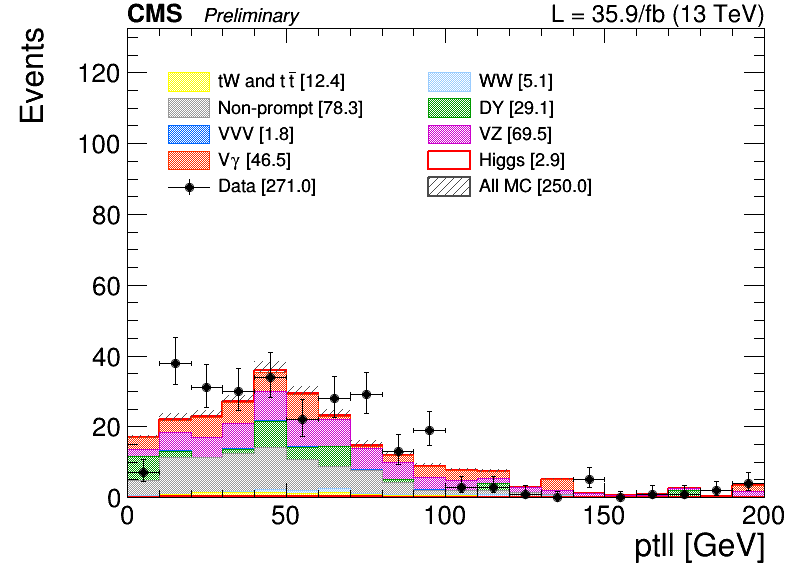 CMS Preliminary L = 35.9/fb (13 TeV)
Events
120
100
80
60
40
20
0
tW and tt̅ [12.4] WW [5.1]
Non-prompt [78.3] DY [29.1]
VVV [1.8] VZ [69.5]
Vγ [46.5] Higgs [2.9]
Data [271.0] All MC [250.0]
0 50 100 150 200
ptll [GeV]